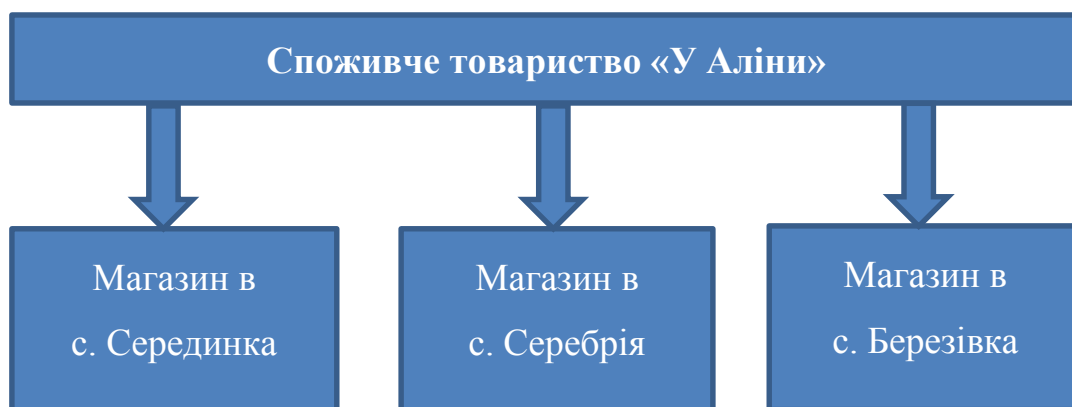 Споживче товариство «У Аліни»
Магазин в
с. Серединка
Магазин в
с. Серебрія
Магазин в
с. Березівка